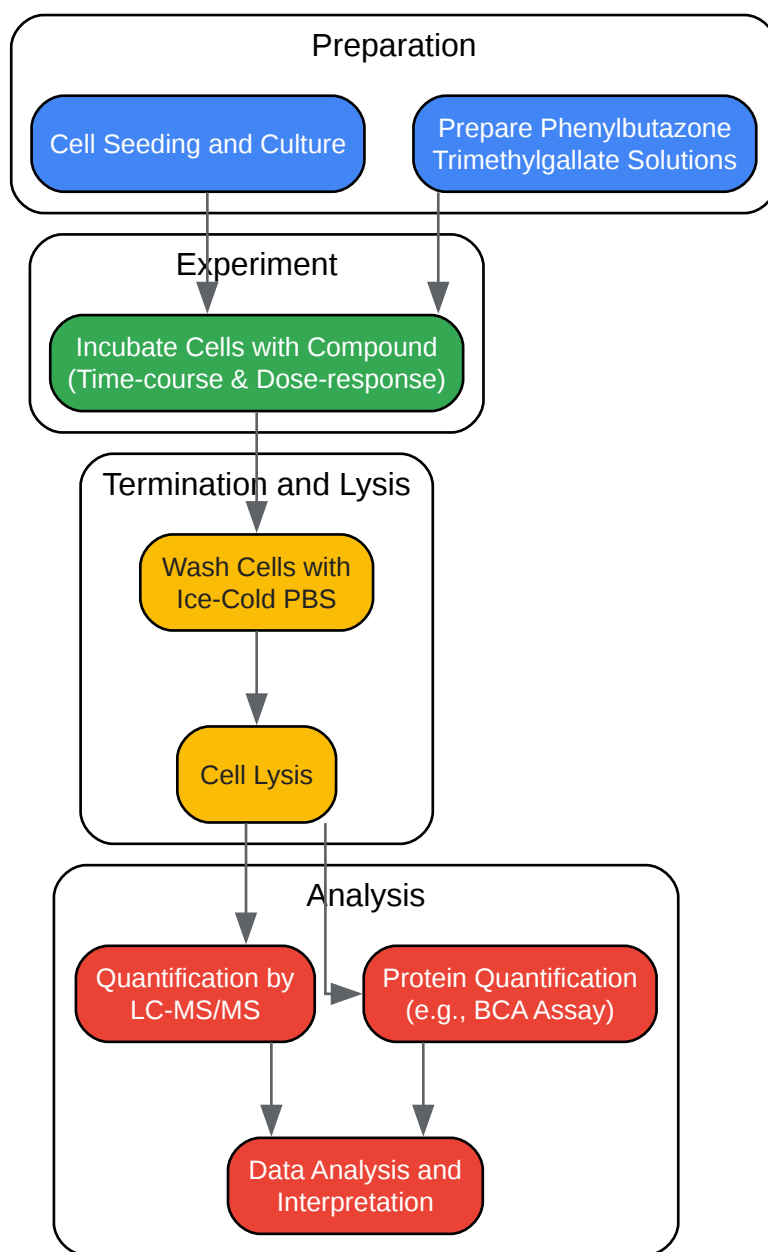 Preparation
Cell Seeding and Culture
Prepare Phenylbutazone
Trimethylgallate Solutions
Experiment
Incubate Cells with Compound
(Time-course & Dose-response)
Termination and Lysis
Wash Cells with
Ice-Cold PBS
Cell Lysis
Analysis
Quantification by
LC-MS/MS
Protein Quantification
(e.g., BCA Assay)
Data Analysis and
Interpretation